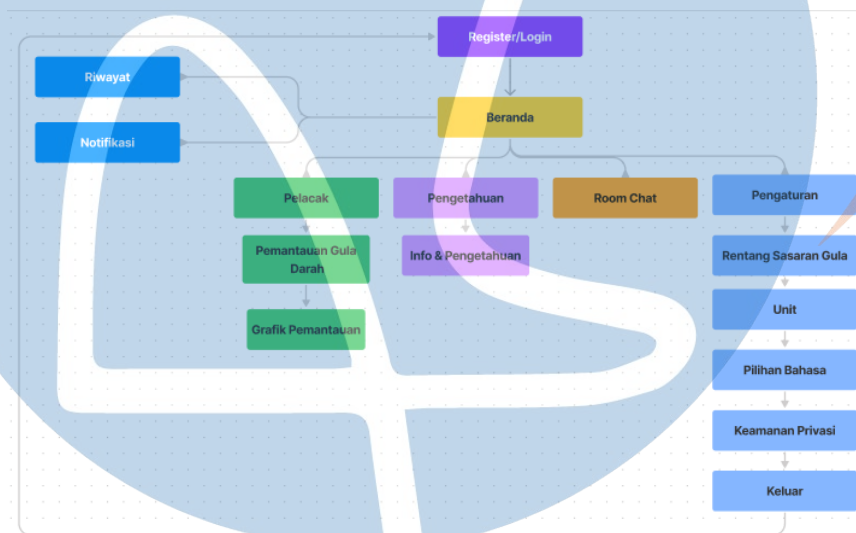 Register/Login
Riwayat
Beranda
Notifikasi
Pelacak
Pengetahuan
Room Chat
Pengaturan
Pemantauan Gula
Darah
Info & Pengetahuan
Rentang Sasaran Gula
Grafik Pemantauan
Unit
Pilihan Bahasa
Keamanan Privasi
Keluar